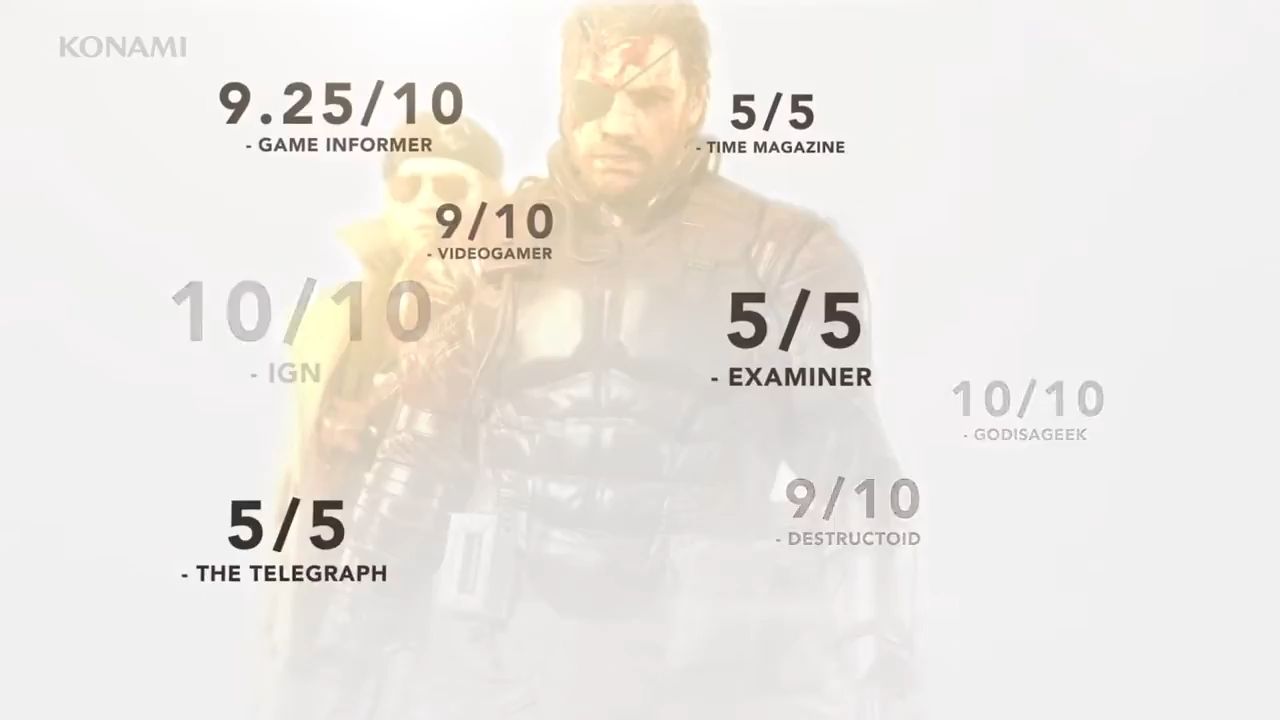 KONAMI
9.25/10
- GAME INFORMER
5/5
- TIME MAGAZINE
9/10
- VIDEOGAMER
10/10
- IGN
5/5
- EXAMINER
10/10
- GODISAGEEK
9/10
- DESTRUCTOID
5/5
- THE TELEGRAPH